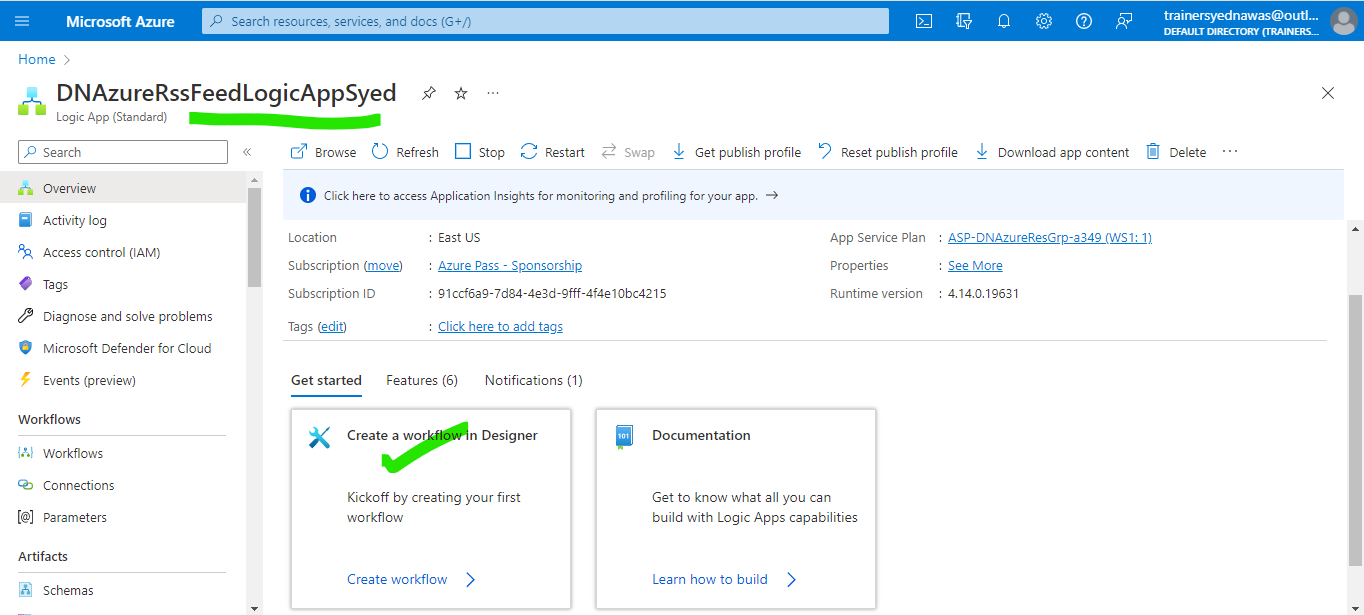 Microsoft Azure
Search resources, services, and docs (G+/)
trainersyednawas@outl...
DEFAULT DIRECTORY (TRAINERS...
Home
DNAzureRssFeedLogicAppSyed
Logic App (Standard)
Search
Browse Refresh Stop Restart Swap Get publish profile Reset publish profile Download app content Delete
Overview
Activity log
Access control (IAM)
Tags
Diagnose and solve problems
Microsoft Defender for Cloud
Events (preview)
Workflows
Workflows
Connections
Parameters
Artifacts
Schemas
Click here to access Application Insights for monitoring and profiling for your app.
Location : East US
Subscription (move) : Azure Pass - Sponsorship
Subscription ID : 91ccf6a9-7d84-4e3d-9fff-4f4e10bc4215
Tags (edit) : Click here to add tags
App Service Plan : ASP-DNAzureResGrp-a349 (WS1: 1)
Properties : See More
Runtime version : 4.14.0.19631
Get started Features (6) Notifications (1)
Create a workflow in Designer
Kickoff by creating your first
workflow
Create workflow
101
Documentation
Get to know what all you can
build with Logic Apps capabilities
Learn how to build